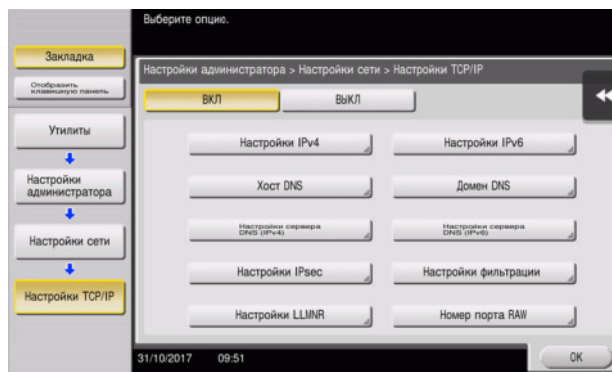 Выберите опцию.
Закладка
Отобразить
клавишную панель
Утилиты
Настройки
администратора
Настройки сети
Настройки TCP/IP
Настройки администратора > Настройки сети > Настройки TCP/IP
ВКЛ
ВЫКЛ
Настройки IPv4
Настройки IPv6
Хост DNS
Домен DNS
Настройки сервера
DNS (IPv4)
Настройки сервера
DNS (IPv6)
Настройки IPsec
Настройки фильтрации
Настройки LLMNR
Номер порта RAW
31/10/2017 09:51
OK